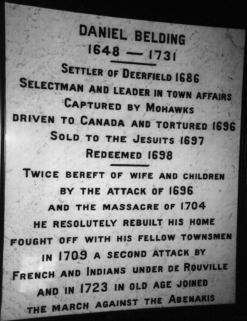 DANIEL BELDING
1648 — 1731
SETTLER OF DEERFIELD 1686
SELECTMAN AND LEADER IN TOWN AFFAIRS
CAPTURED BY MOHAWKS
DRIVEN TO CANADA AND TORTURED 1696
SOLD TO THE JESUITS 1697
REDEEMED 1698
TWICE BEREFT OF WIFE AND CHILDREN
BY THE ATTACK OF 1696
AND THE MASSACRE OF 1704
HE RESOLUTELY REBUILT HIS HOME
FOUGHT OFF WITH HIS FELLOW TOWNSMEN
IN 1709 A SECOND ATTACK BY
FRENCH AND INDIANS UNDER DE ROUVILLE
AND IN 1723 IN OLD AGE JOINED
THE MARCH AGAINST THE ABENAKIS